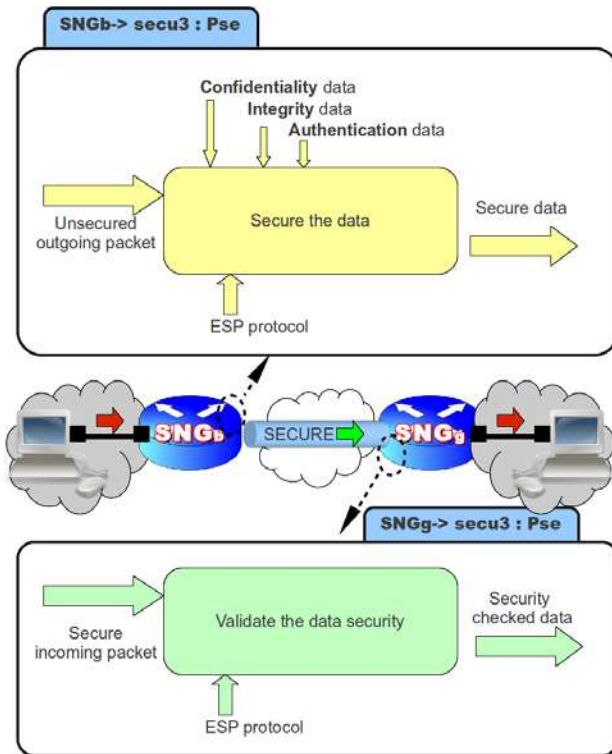 SNGb-> secu3 : Pse
Confidentiality data
Integrity data
Authentication data
Unsecured
outgoing packet
Secure the data
Secure data
ESP protocol
SNGb
SECURE
SNGg
SNGg-> secu3 : Pse
Secure
incoming packet
Validate the data security
Security
checked data
ESP protocol